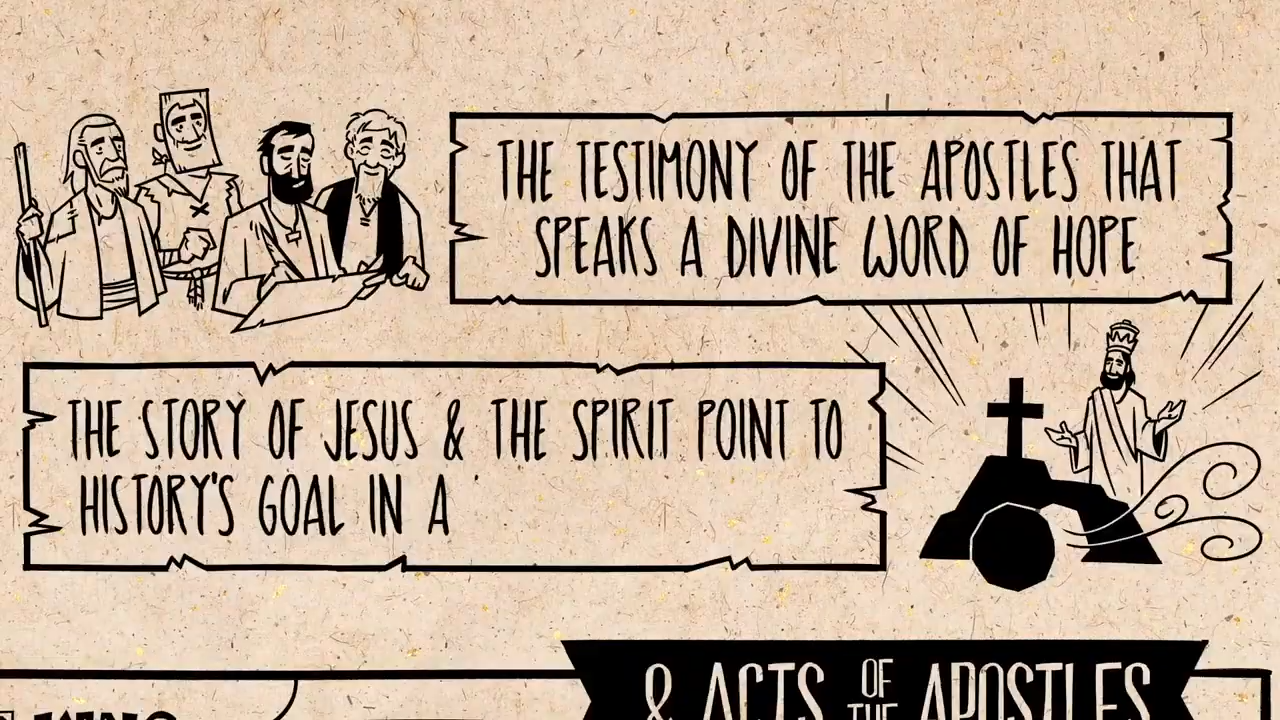 THE TESTIMONY OF THE APOSTLES THAT
SPEAKS A DIVINE WORD OF HOPE
THE STORY OF JESUS & THE SPIRIT POINT TO
HISTORY'S GOAL IN A
& ACTS OF THE APOSTLES